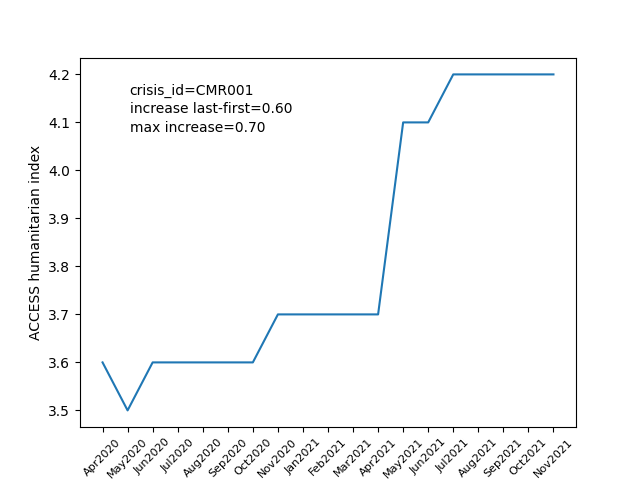 4.2
crisis_id=CMR001
increase last-first=0.60
max increase=0.70
4.1
4.0
3.9
3.8
3.7
3.6
3.5
ACCESS humanitarian index
Apr2020
May2020
Jun2020
Jul2020
Aug2020
Sep2020
Oct2020
Nov2020
Jan2021
Feb2021
Mar2021
Apr2021
May2021
Jun2021
Jul2021
Aug2021
Sep2021
Oct2021
Nov2021